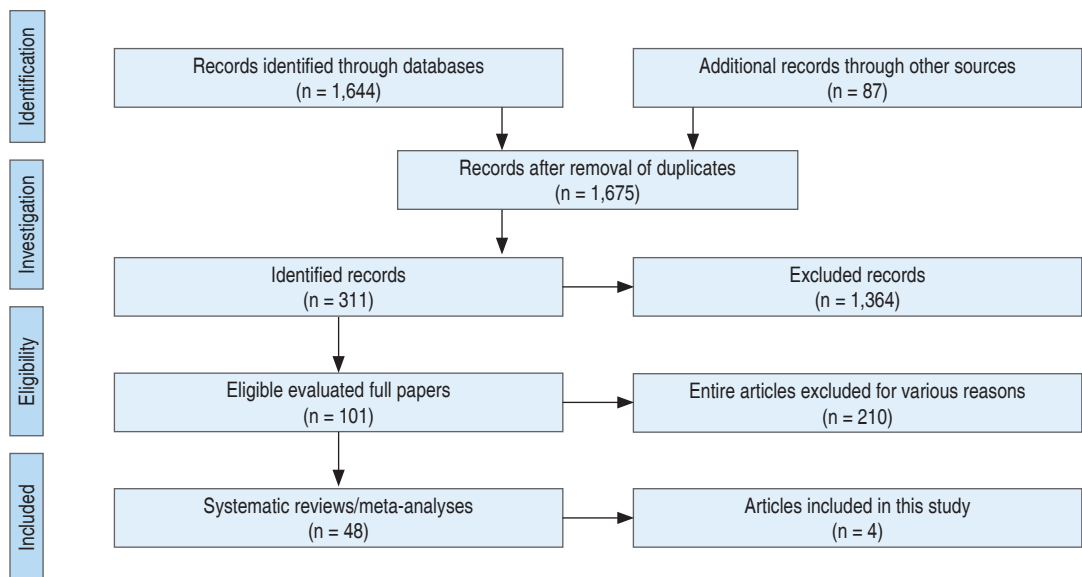 Identification
Records identified through databases
(n = 1,644)
Additional records through other sources
(n = 87)
Investigation
Records after removal of duplicates
(n = 1,675)
Identified records
(n = 311)
Excluded records
(n = 1,364)
Eligibility
Eligible evaluated full papers
(n = 101)
Entire articles excluded for various reasons
(n = 210)
Included
Systematic reviews/meta-analyses
(n = 48)
Articles included in this study
(n = 4)